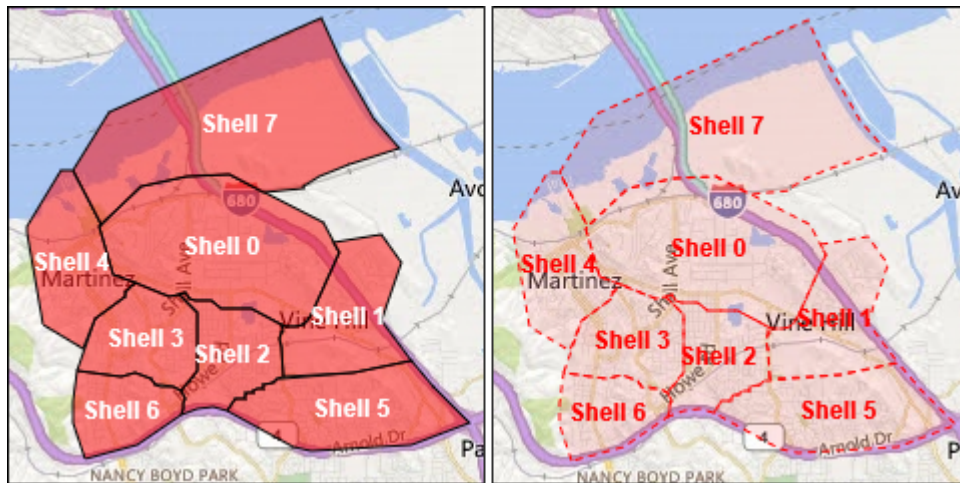 Shell 7
Avo
680
Shell 0
Shell Ave
Shell 4
Martinez
Shell 1
Vine Hill
Shell 3
Shell 2
Howe R
Shell 6
Shell 5
4
Arnold Dr
Pa
NANCY BOYD PARK
Shell 7
Av
680
Shell 0
Shell Ave
Shell 4
Martinez
Shell 1
Vine Hill
Shell 3
Shell 2
Howe R
Shell 6
Shell 5
4
Arnold Dr
P
NANCY BOYD PARK